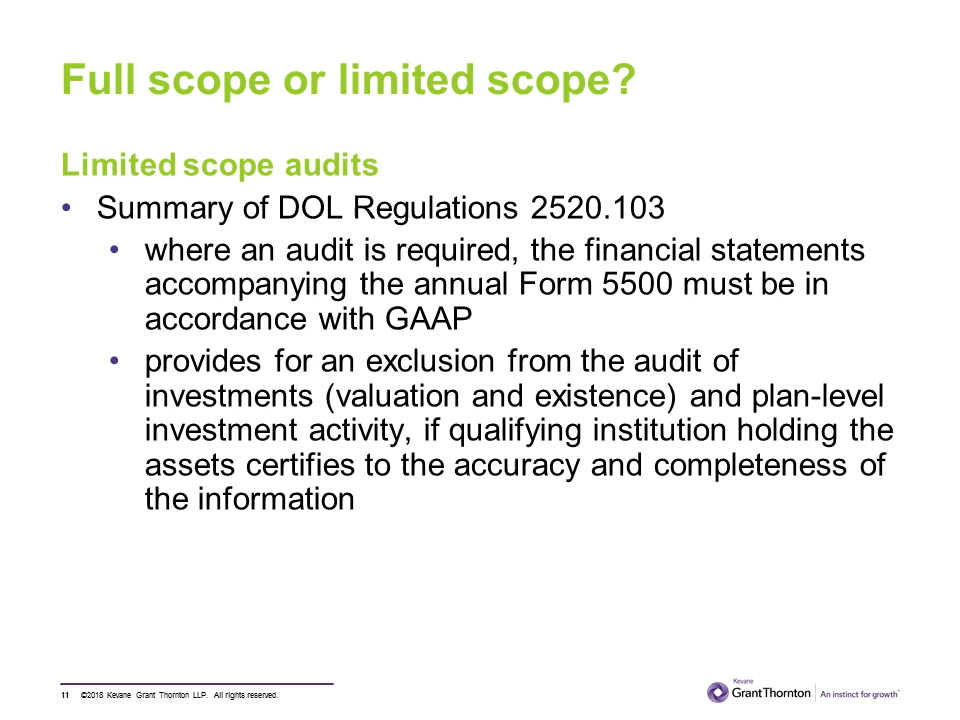 Full scope or limited scope?
Limited scope audits
• Summary of DOL Regulations 2520.103
• where an audit is required, the financial statements
accompanying the annual Form 5500 must be in
accordance with GAAP
• provides for an exclusion from the audit of
investments (valuation and existence) and plan-level
investment activity, if qualifying institution holding the
assets certifies to the accuracy and completeness of
the information
11 ©2018 Kevane Grant Thornton LLP. All rights reserved.
Kevane
GrantThornton
An instinct for growth™